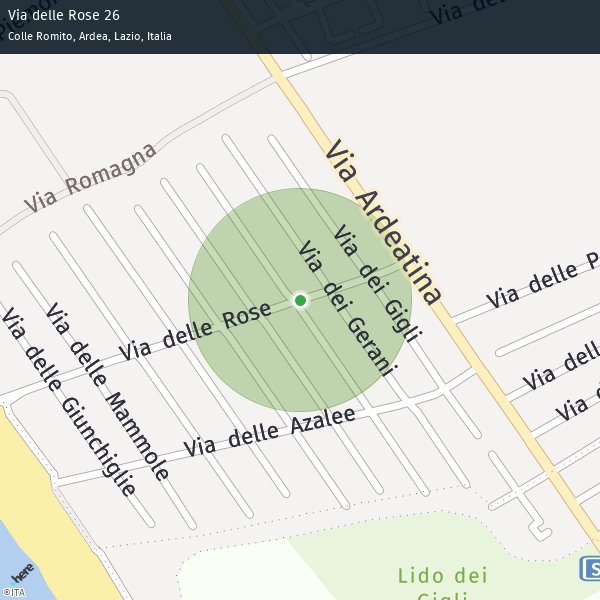 Via delle Rose 26
Colle Romito, Ardea, Lazio, Italia
Via
Via Romagna
Via Ardeatina
Via dei Gigli
Via dei Gerani
Via delle Rose
Via delle P
Via delle Mammole
Via delle Giunchiglie
Via delle Azalee
Via dell
Via d
Lido dei
Gigli
S
here
©ITA